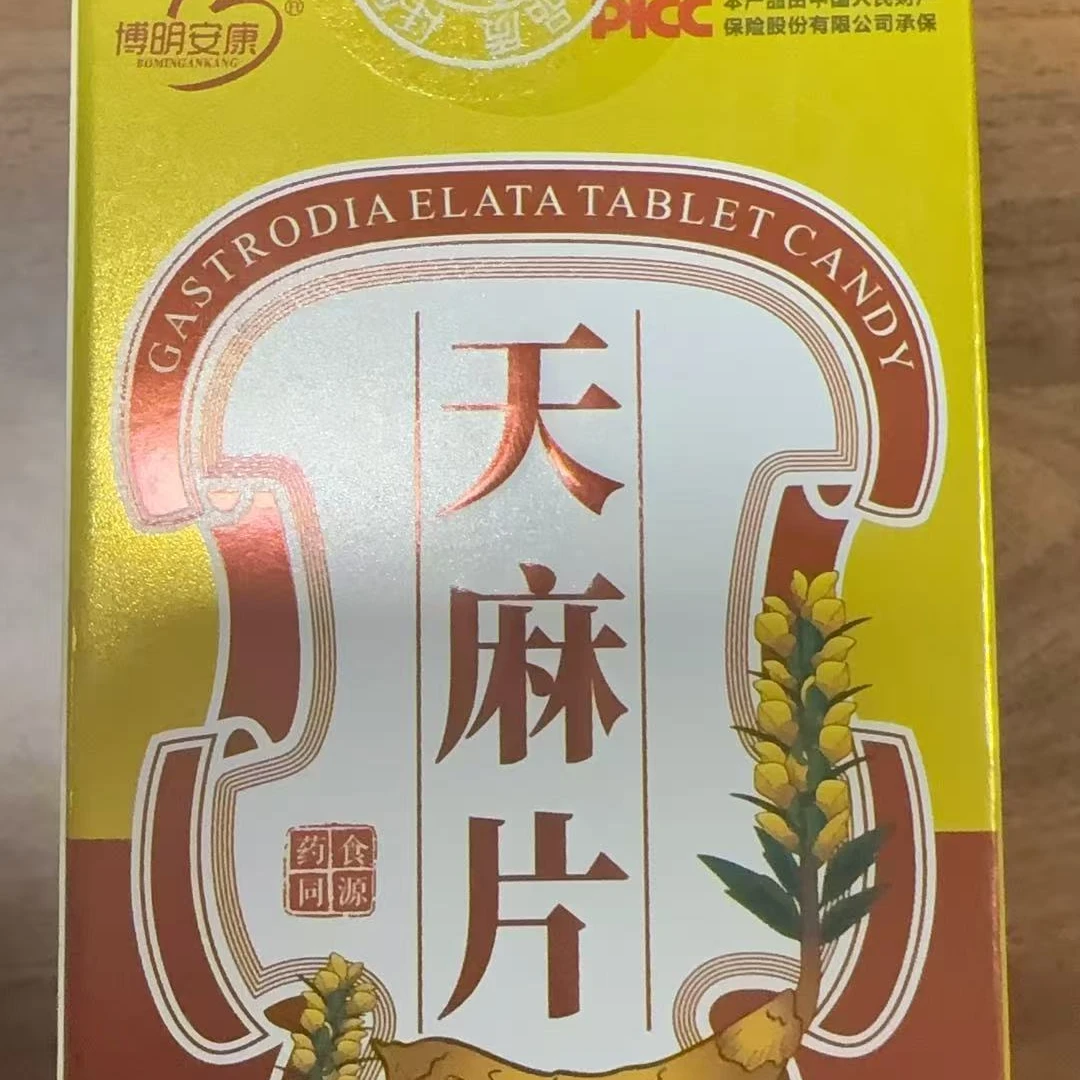 博明安康
BOMINGANKANG
PICC
本产品由中国人民财产
保险股份有限公司承保
GASTRODIA ELATA TABLET CANDY
天
麻
片
药食
同源